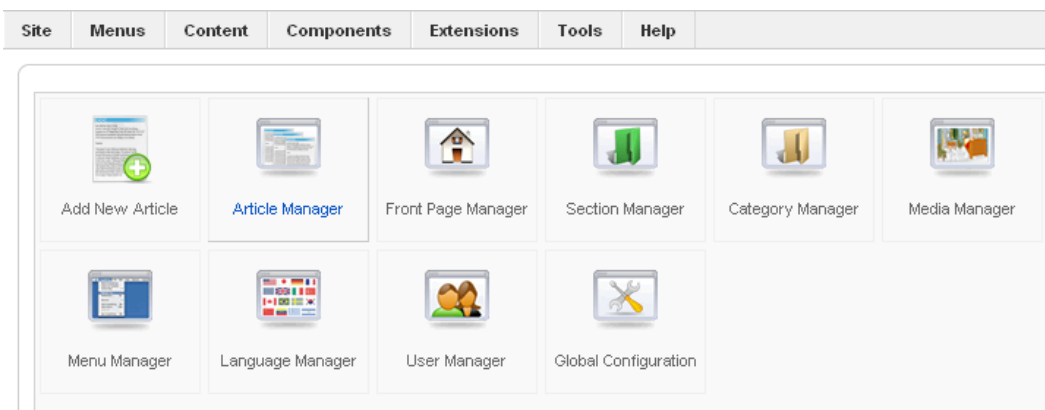 Site Menus Content Components Extensions Tools Help
Add New Article Article Manager Front Page Manager Section Manager Category Manager Media Manager
Menu Manager Language Manager User Manager Global Configuration